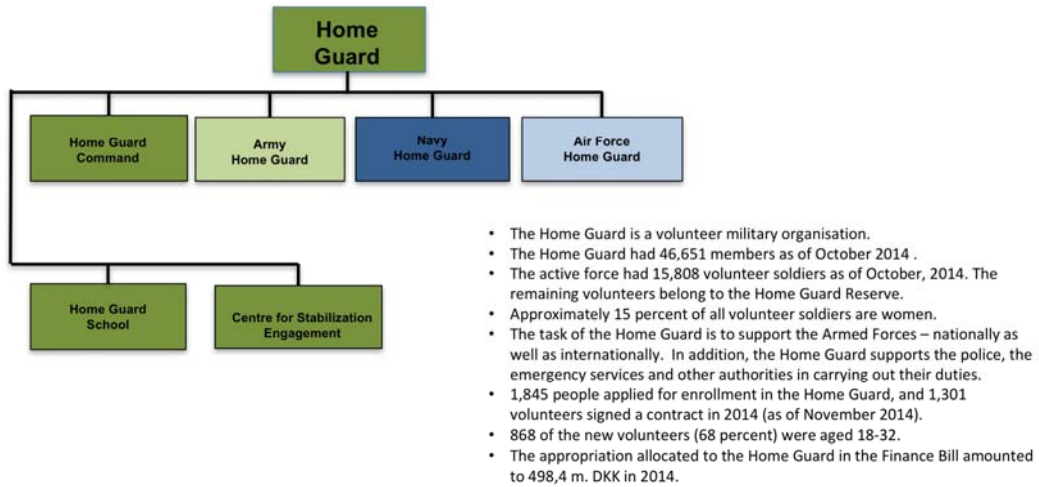 Home
Guard
Home Guard
Command
Army
Home Guard
Navy
Home Guard
Air Force
Home Guard
Home Guard
School
Centre for Stabilization
Engagement
• The Home Guard is a volunteer military organisation.
• The Home Guard had 46,651 members as of October 2014 .
• The active force had 15,808 volunteer soldiers as of October, 2014. The
remaining volunteers belong to the Home Guard Reserve.
• Approximately 15 percent of all volunteer soldiers are women.
• The task of the Home Guard is to support the Armed Forces – nationally as
well as internationally.  In addition, the Home Guard supports the police, the
emergency services and other authorities in carrying out their duties.
• 1,845 people applied for enrollment in the Home Guard, and 1,301
volunteers signed a contract in 2014 (as of November 2014).
• 868 of the new volunteers (68 percent) were aged 18-32.
• The appropriation allocated to the Home Guard in the Finance Bill amounted
to 498,4 m. DKK in 2014.